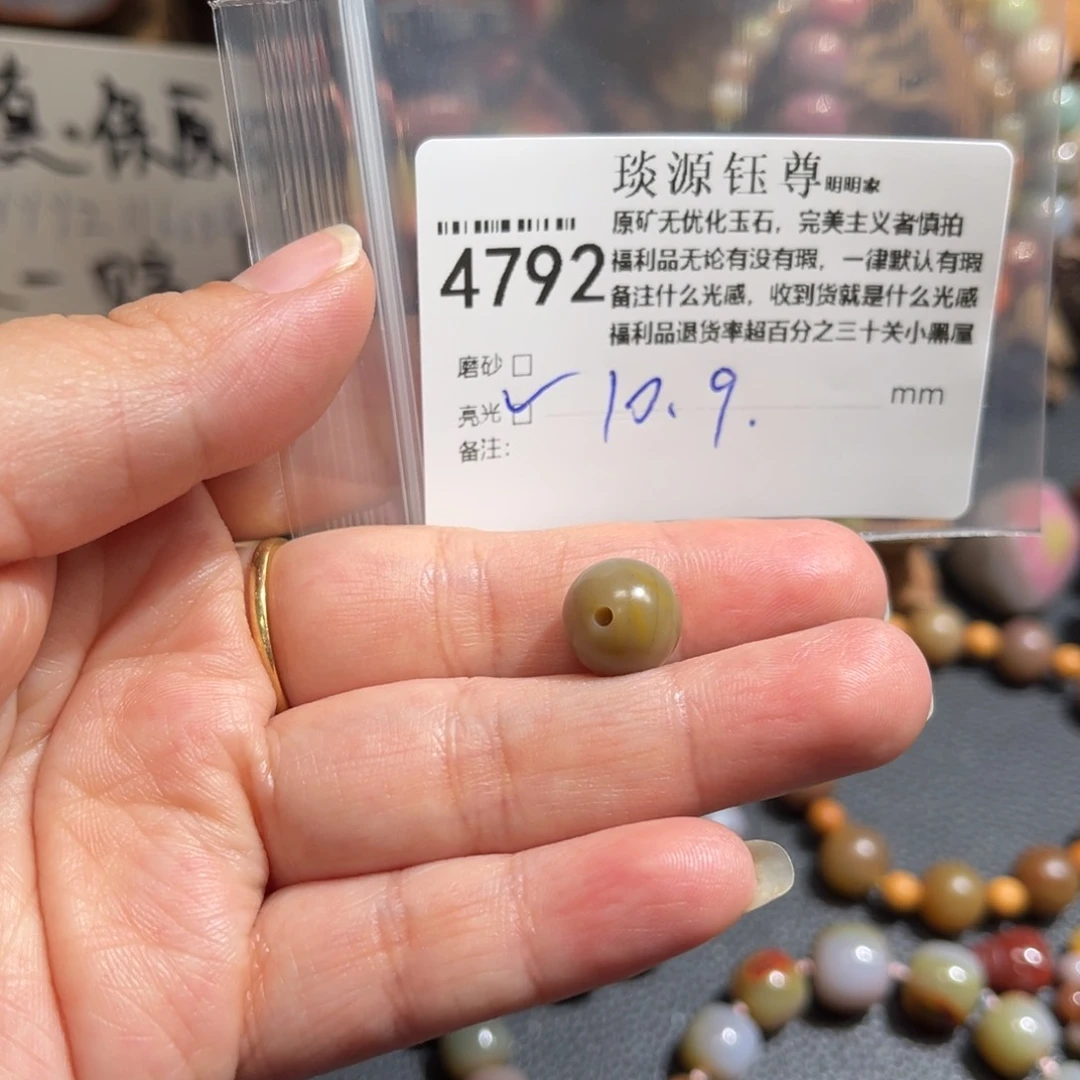 琰源钰尊明明家
原矿无优化玉石，完美主义者慎拍
4792
福利品无论有没有瑕，一律默认有瑕
备注什么光感，收到货就是什么光感
福利品退货率超百分之三十关小黑屋
磨砂 □
亮光 □ ✓ 10.9. mm
备注：
保
一